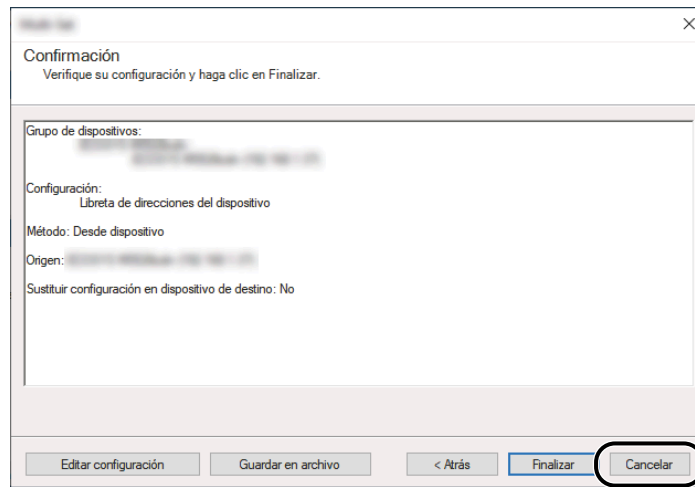 Confirmación
Verifique su configuración y haga clic en Finalizar.
Grupo de dispositivos:
Configuración:
Libreta de direcciones del dispositivo
Método: Desde dispositivo
Origen:
Sustituir configuración en dispositivo de destino: No
Editar configuración
Guardar en archivo
< Atrás
Finalizar
Cancelar